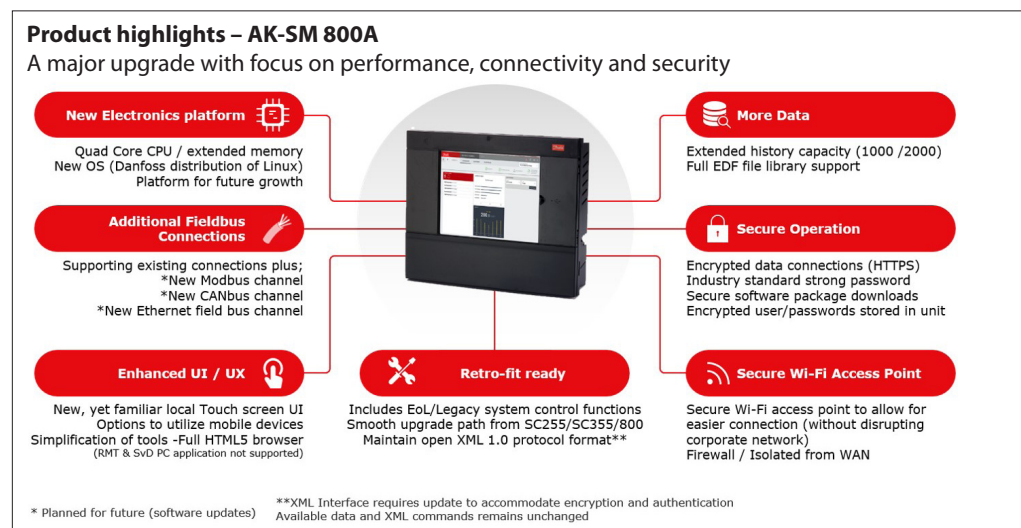 Product highlights – AK-SM 800A
A major upgrade with focus on performance, connectivity and security
New Electronics platform
Quad Core CPU / extended memory
New OS (Danfoss distribution of Linux)
Platform for future growth
Additional Fieldbus
Connections
Supporting existing connections plus;
*New Modbus channel
*New CANbus channel
*New Ethernet field bus channel
Enhanced UI / UX
New, yet familiar local Touch screen UI
Options to utilize mobile devices
Simplification of tools -Full HTML5 browser
(RMT & SvD PC application not supported)
Retro-fit ready
Includes EoL/Legacy system control functions
Smooth upgrade path from SC255/SC355/800
Maintain open XML 1.0 protocol format**
More Data
Extended history capacity (1000 /2000)
Full EDF file library support
Secure Operation
Encrypted data connections (HTTPS)
Industry standard strong password
Secure software package downloads
Encrypted user/passwords stored in unit
Secure Wi-Fi Access Point
Secure Wi-Fi access point to allow for
easier connection (without disrupting
corporate network)
Firewall / Isolated from WAN
* Planned for future (software updates)
**XML Interface requires update to accommodate encryption and authentication
Available data and XML commands remains unchanged